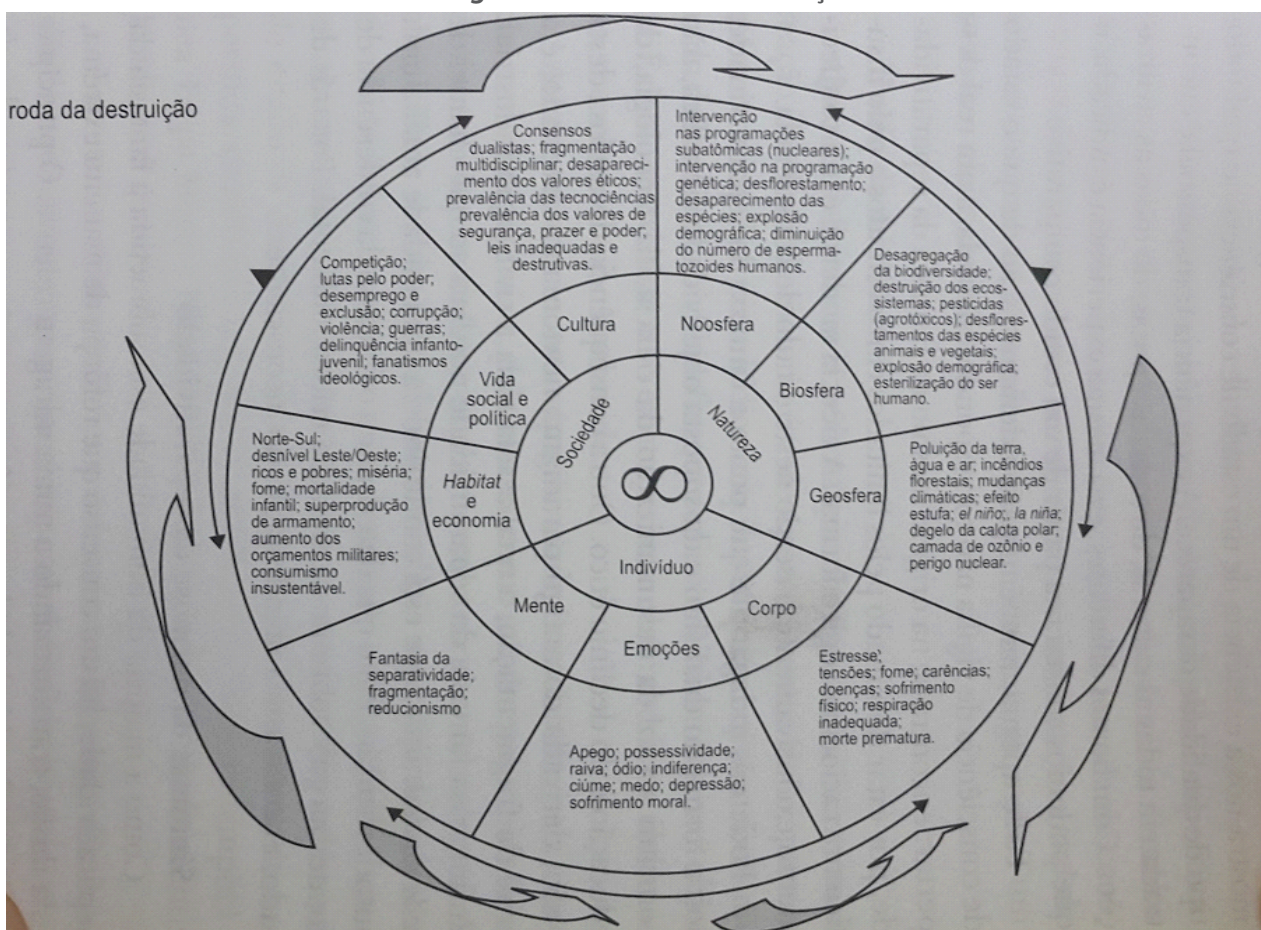 roda da destruição
Consensos
dualistas; fragmentação
multidisciplinar; desapareci-
mento dos valores éticos;
prevalência das tecnociências
prevalência dos valores de
segurança, prazer e poder;
leis inadequadas e
destrutivas.
Intervenção
nas programações
subatômicas (nucleares);
intervenção na programação
genética; desflorestamento;
desaparecimento das
espécies; explosão
demográfica; diminuição
do número de esperma-
tozoides humanos.
Competição;
lutas pelo poder;
desemprego e
exclusão; corrupção;
violência; guerras;
delinquência infanto-
juvenil; fanatismos
ideológicos.
Desagregação
da biodiversidade;
destruição dos ecos-
sistemas; pesticidas
(agrotóxicos); desflores-
tamentos das espécies
animais e vegetais;
explosão demográfica;
esterilização do ser
humano.
Cultura
Noosfera
Vida
social e
política
Biosfera
Sociedade
Natureza
Norte-Sul;
desnível Leste/Oeste;
ricos e pobres; miséria;
fome; mortalidade
infantil; superprodução
de armamento;
aumento dos
orçamentos militares;
consumismo
insustentável.
Habitat
e
economia
∞
Geosfera
Poluição da terra,
água e ar; incêndios
florestais; mudanças
climáticas; efeito
estufa; el niño;, la niña;
degelo da calota polar;
camada de ozônio e
perigo nuclear.
Indivíduo
Mente
Emoções
Corpo
Fantasia da
separatividade;
fragmentação;
reducionismo
Apego; possessividade;
raiva; ódio; indiferença;
ciúme; medo; depressão;
sofrimento moral.
Estresse;
tensões; fome; carências;
doenças; sofrimento
físico; respiração
inadequada;
morte prematura.